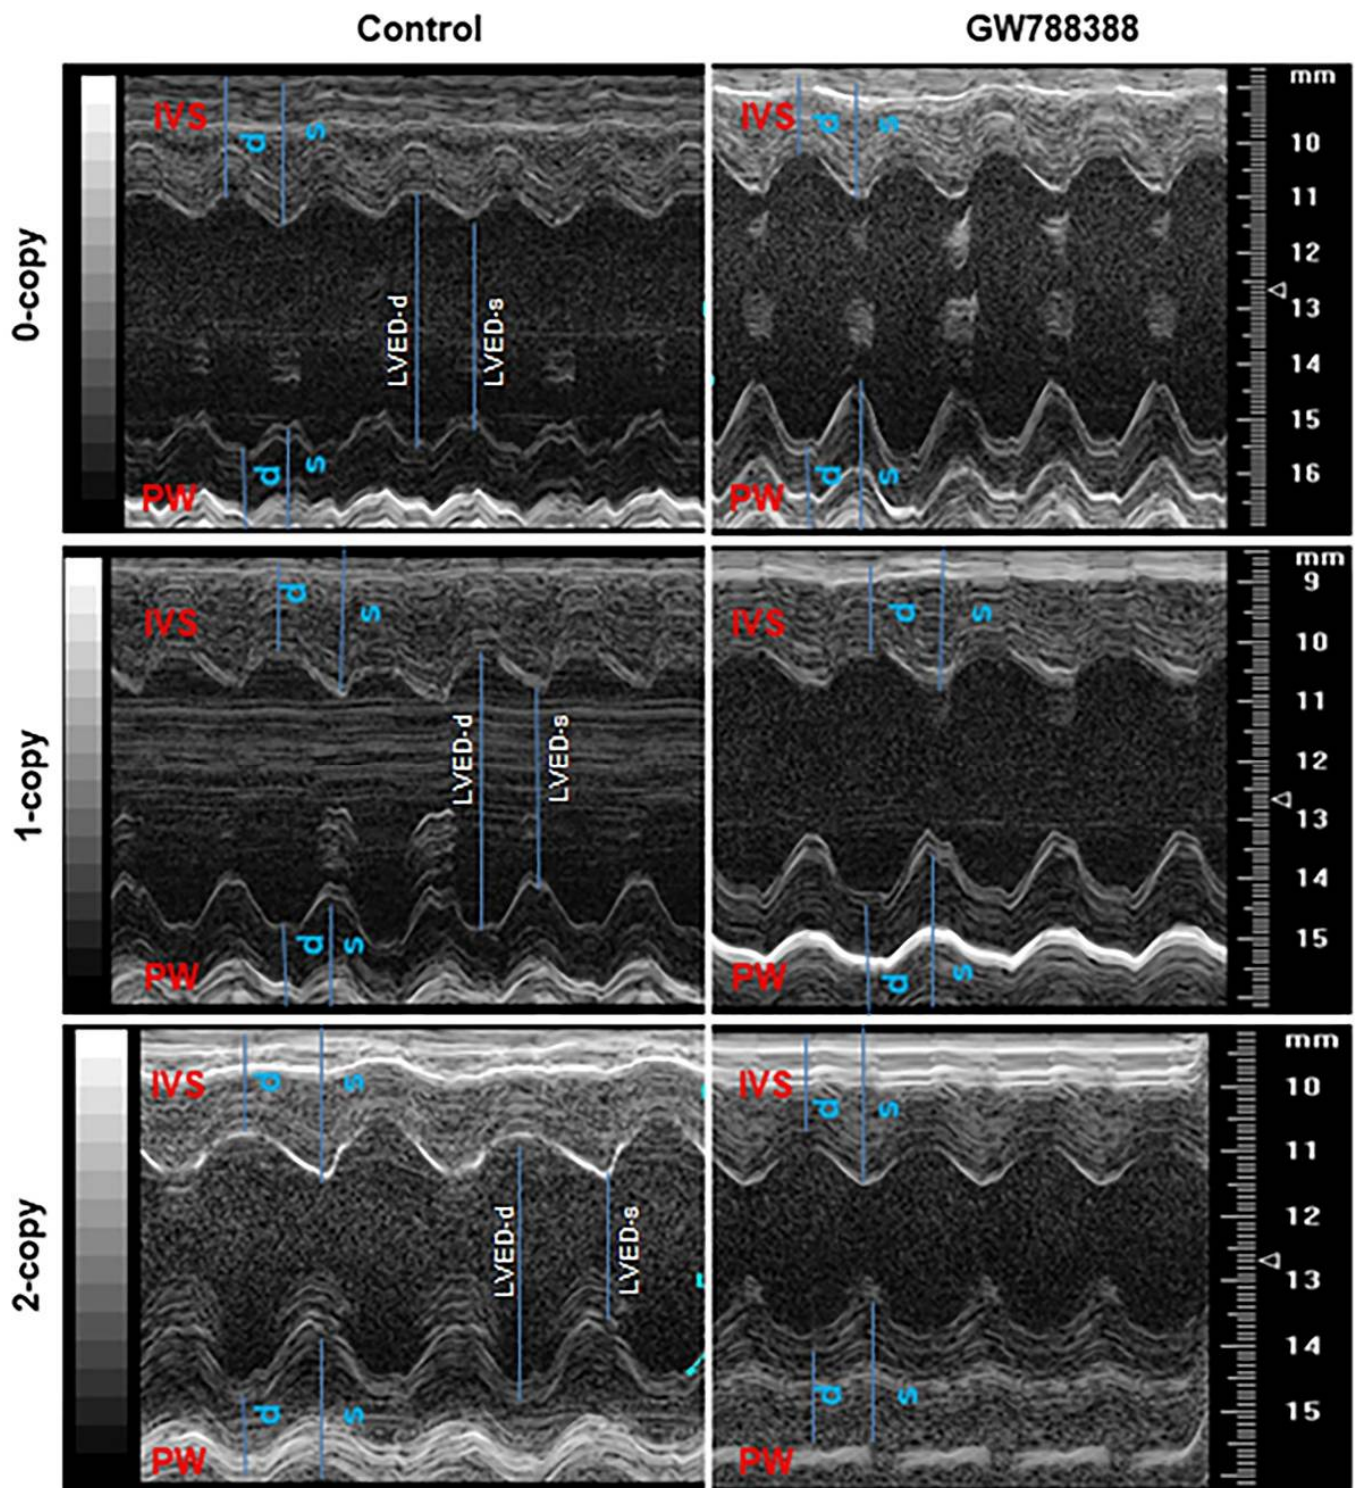 Control GW788388
0-copy
IVS d s
LVED-d LVED-s
PW d s
IVS d s
PW d s
mm
10
11
12
13
14
15
16
1-copy
IVS d s
LVED-d LVED-s
PW d s
IVS d s
PW d s
mm
9
10
11
12
13
14
15
2-copy
IVS d s
LVED-d LVED-s
PW d s
IVS d s
PW d s
mm
10
11
12
13
14
15